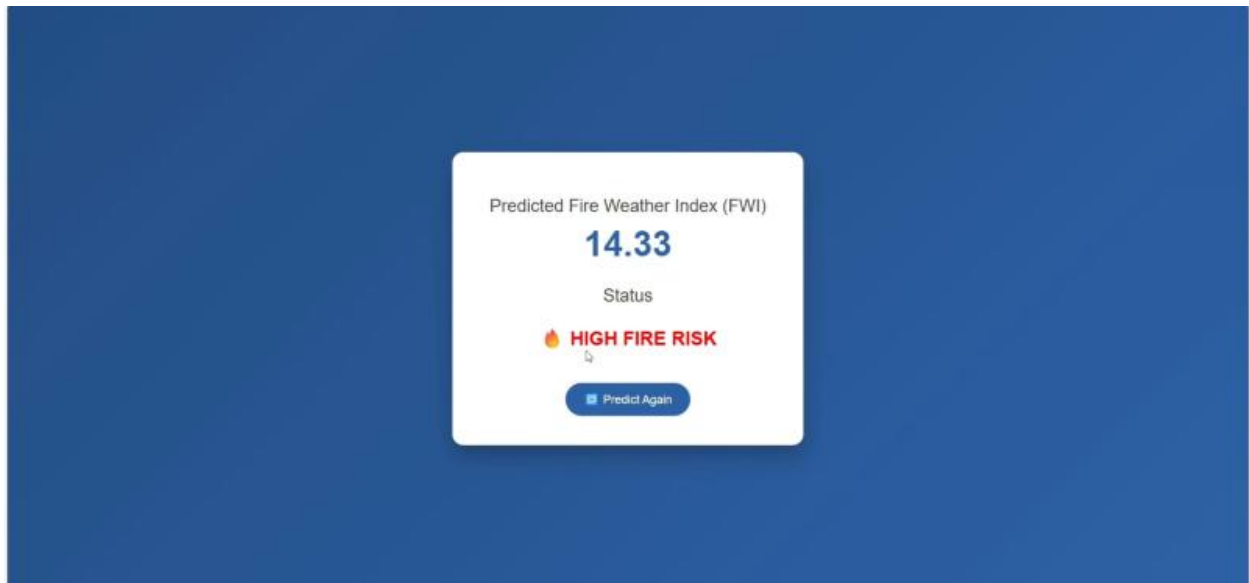 Predicted Fire Weather Index (FWI)
14.33
Status
🔥 HIGH FIRE RISK
Predict Again